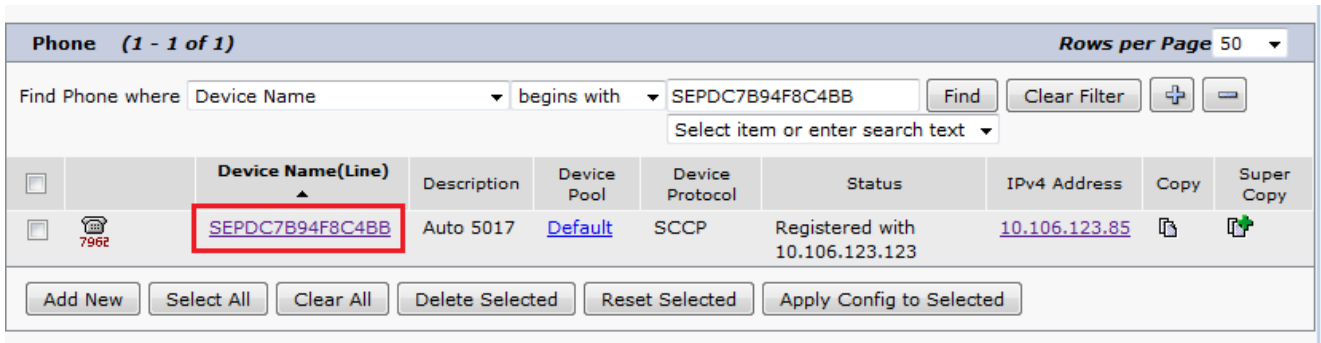 Phone (1 - 1 of 1) Rows per Page 50
Find Phone where Device Name begins with SEPDC7B94F8C4BB Find Clear Filter
Select item or enter search text
Device Name(Line) Description Device Pool Device Protocol Status IPv4 Address Copy Super Copy
7962 SEPDC7B94F8C4BB Auto 5017 Default SCCP Registered with 10.106.123.123 10.106.123.85
Add New Select All Clear All Delete Selected Reset Selected Apply Config to Selected